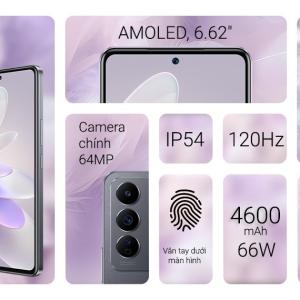 AMOLED, 6.62"
Camera
chính
64MP
IP54
120Hz
Vân tay dưới
màn hình
4600
mAh
66W